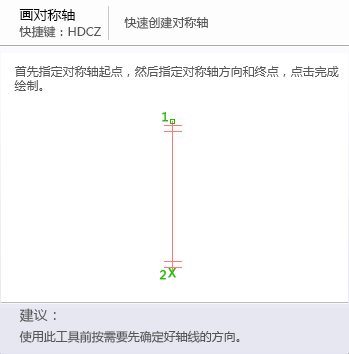 画对称轴
快捷键：HDCZ
快速创建对称轴
首先指定对称轴起点，然后指定对称轴方向和终点，点击完成
绘制。
1
2
建议：
使用此工具前按需要先确定好轴线的方向。